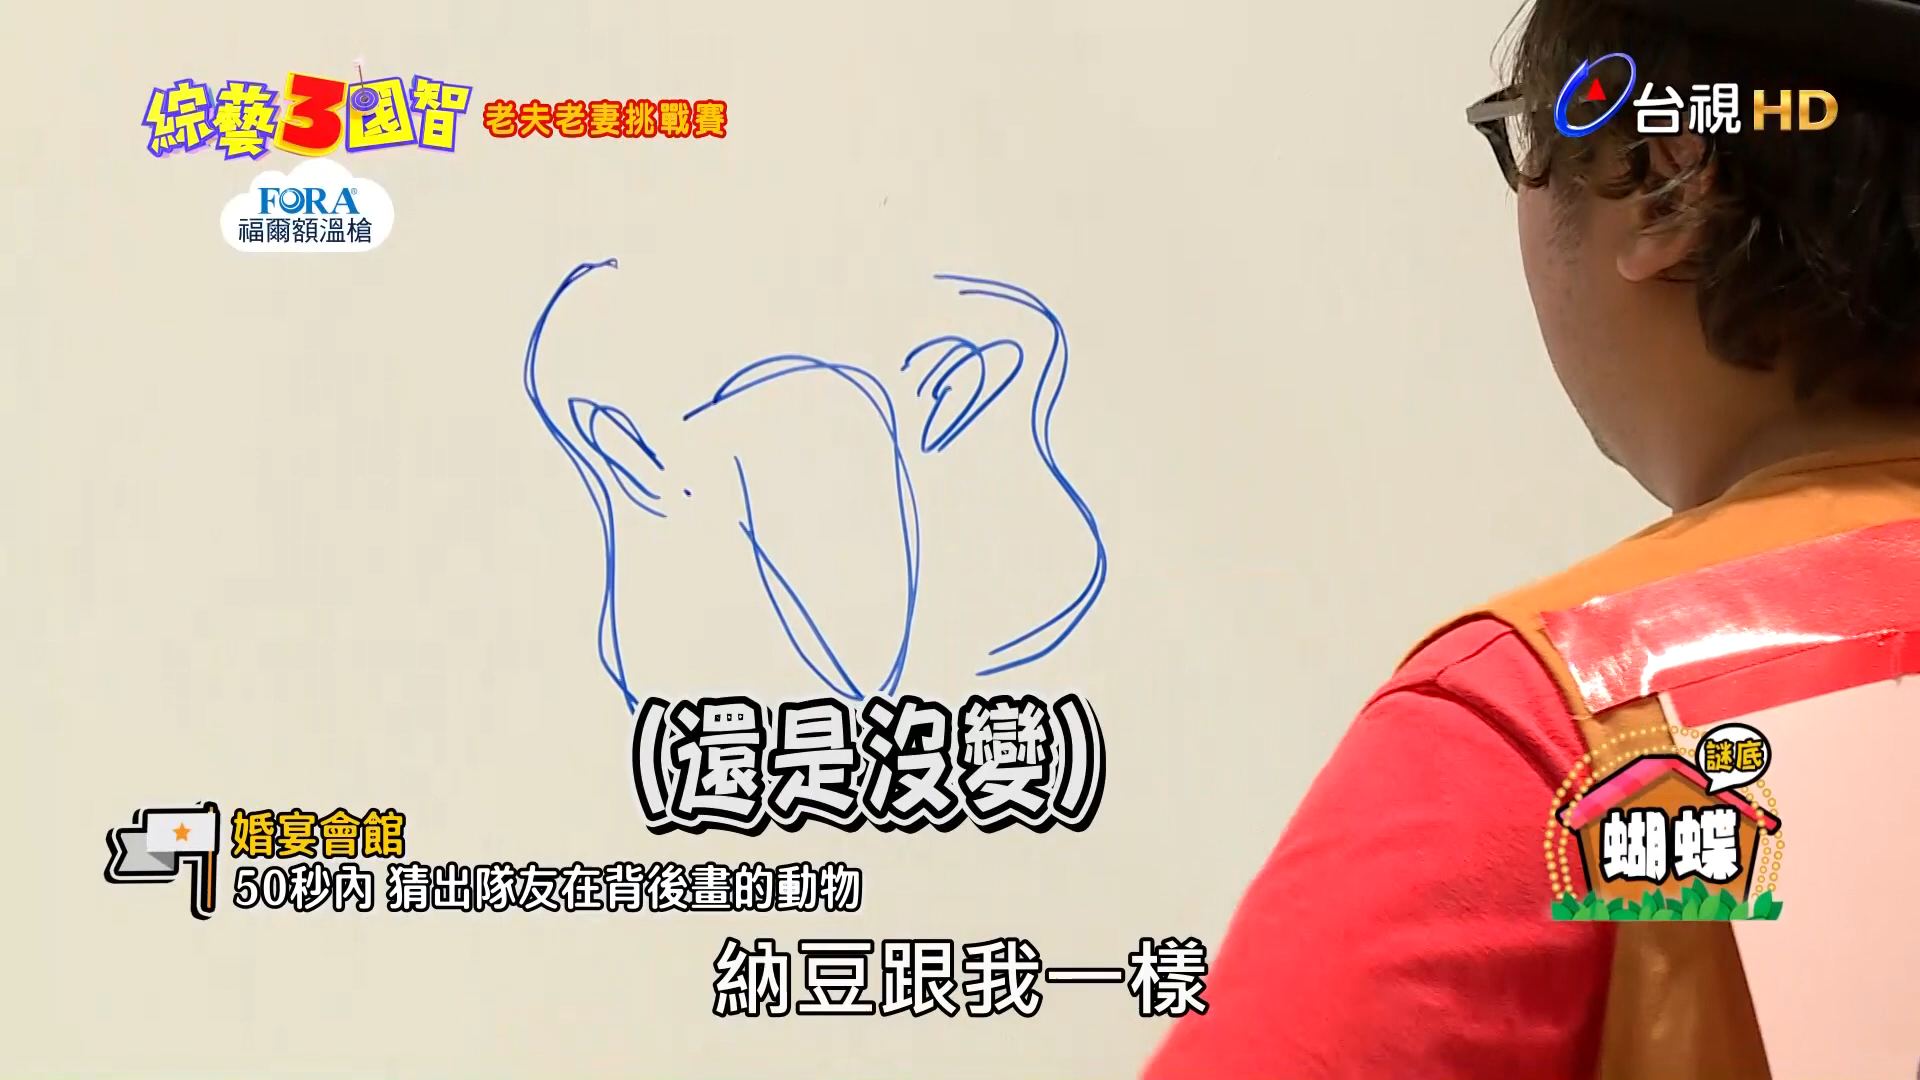 綜藝3國智 老夫老妻挑戰賽
FORA
福爾額溫槍
台視HD
(還是沒變)
謎底
蝴蝶
婚宴會館
50秒內 猜出隊友在背後畫的動物
納豆跟我一樣